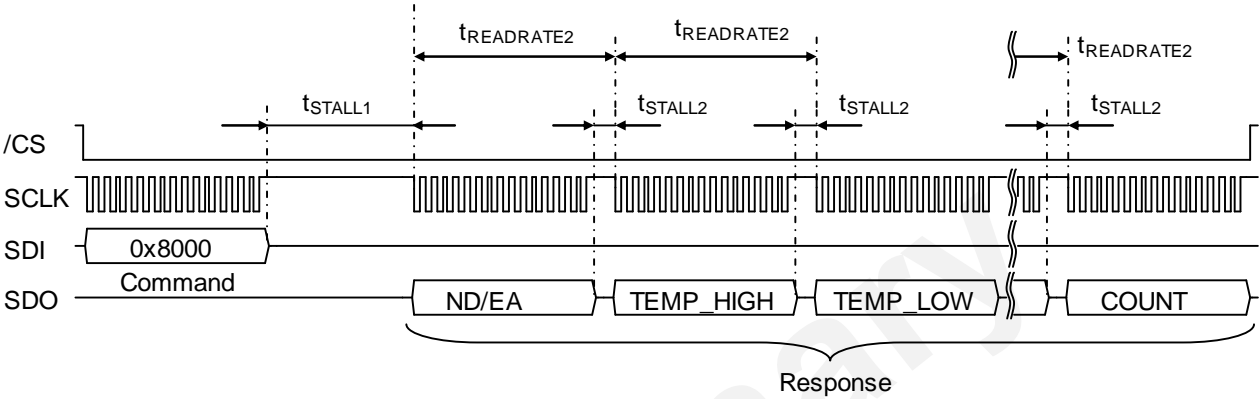 tREADRATE2 tREADRATE2 tREADRATE2
tSTALL1 tSTALL2 tSTALL2 tSTALL2
/CS
SCLK
SDI 0x8000
Command
SDO ND/EA TEMP_HIGH TEMP_LOW COUNT
Response